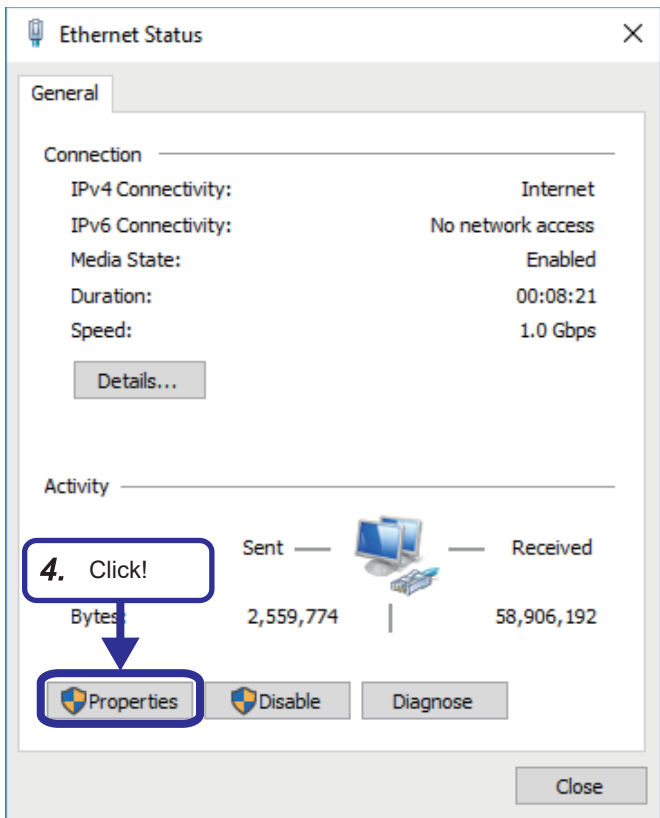 Ethernet Status
General
Connection
IPv4 Connectivity: Internet
IPv6 Connectivity: No network access
Media State: Enabled
Duration: 00:08:21
Speed: 1.0 Gbps
Details...
Activity
Sent Received
4. Click!
Bytes: 2,559,774 58,906,192
Properties Disable Diagnose
Close